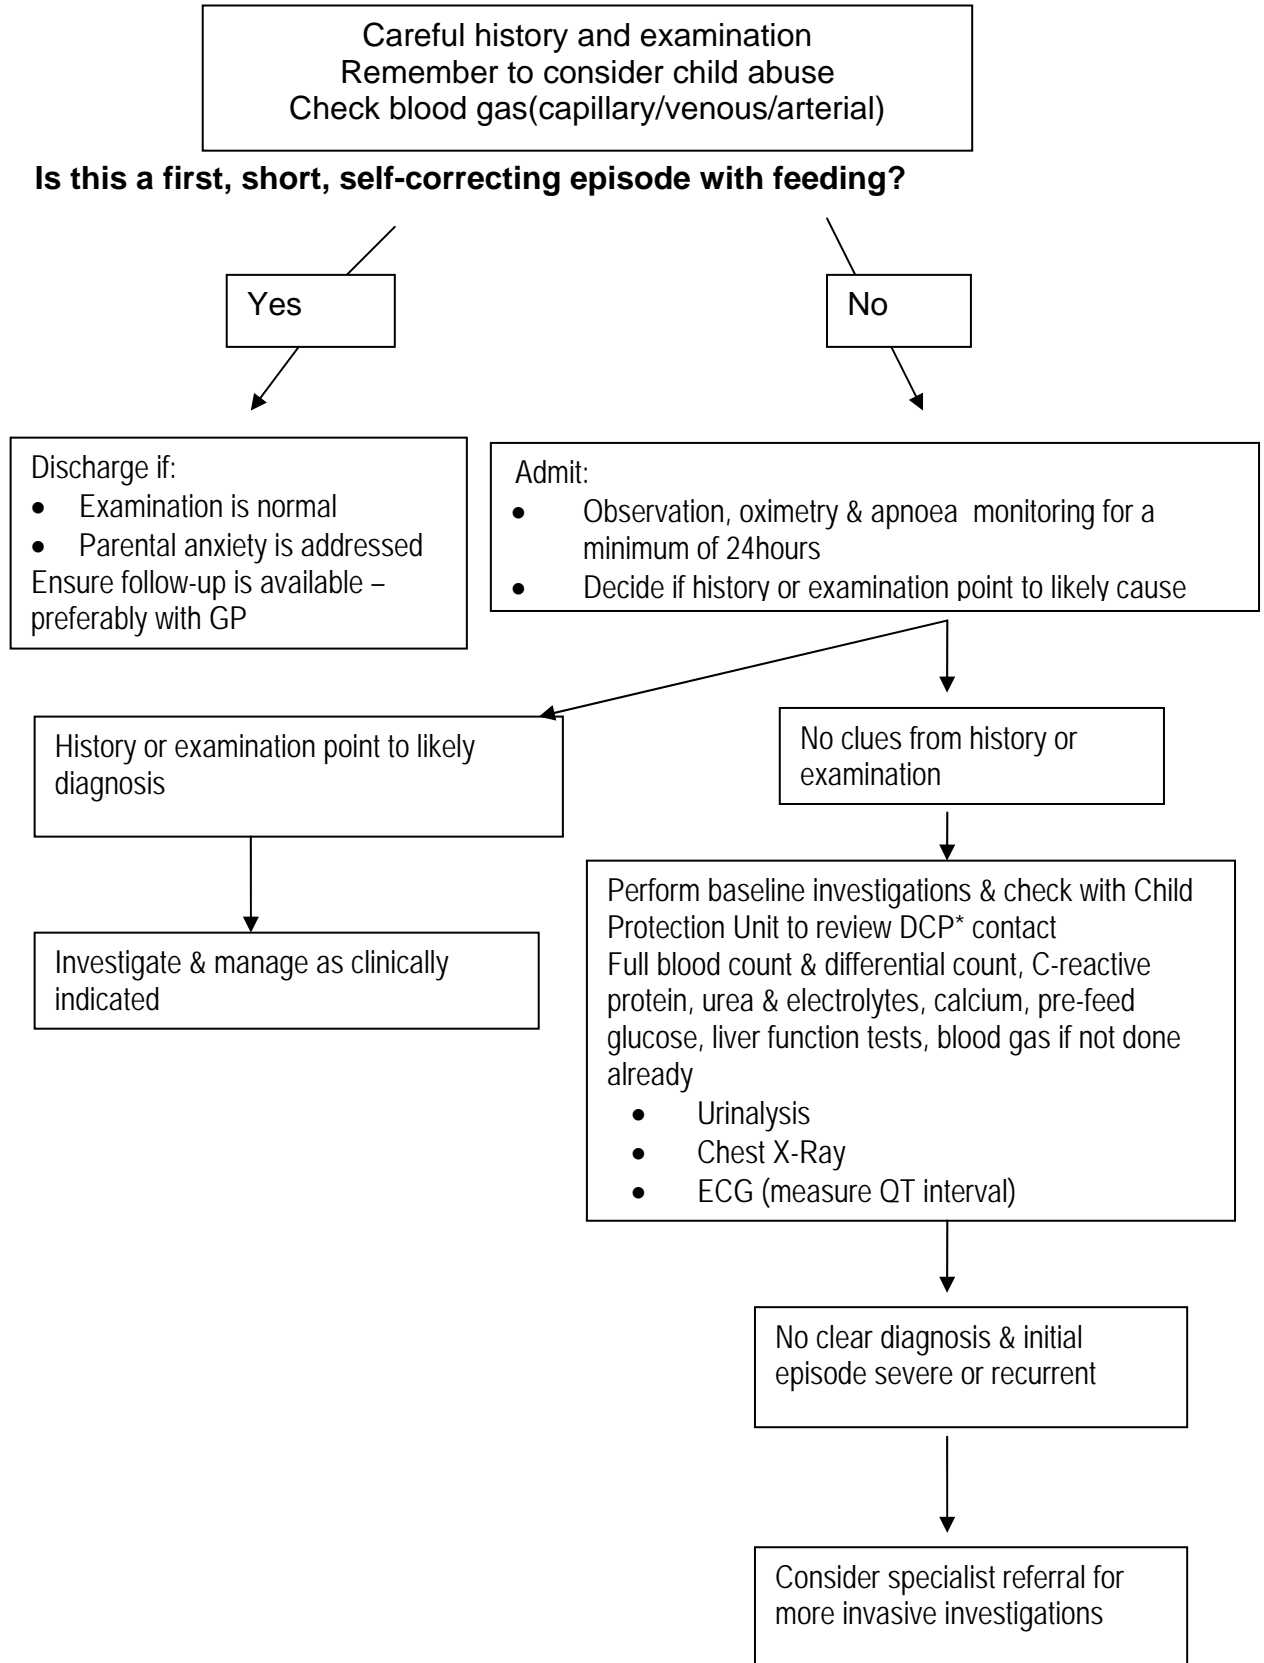 Careful history and examination
Remember to consider child abuse
Check blood gas(capillary/venous/arterial)
Is this a first, short, self-correcting episode with feeding?
Yes
No
Discharge if:
• Examination is normal
• Parental anxiety is addressed
Ensure follow-up is available –
preferably with GP
Admit:
• Observation, oximetry & apnoea monitoring for a
minimum of 24hours
• Decide if history or examination point to likely cause
History or examination point to likely
diagnosis
No clues from history or
examination
Investigate & manage as clinically
indicated
Perform baseline investigations & check with Child
Protection Unit to review DCP* contact
Full blood count & differential count, C-reactive
protein, urea & electrolytes, calcium, pre-feed
glucose, liver function tests, blood gas if not done
already
• Urinalysis
• Chest X-Ray
• ECG (measure QT interval)
No clear diagnosis & initial
episode severe or recurrent
Consider specialist referral for
more invasive investigations